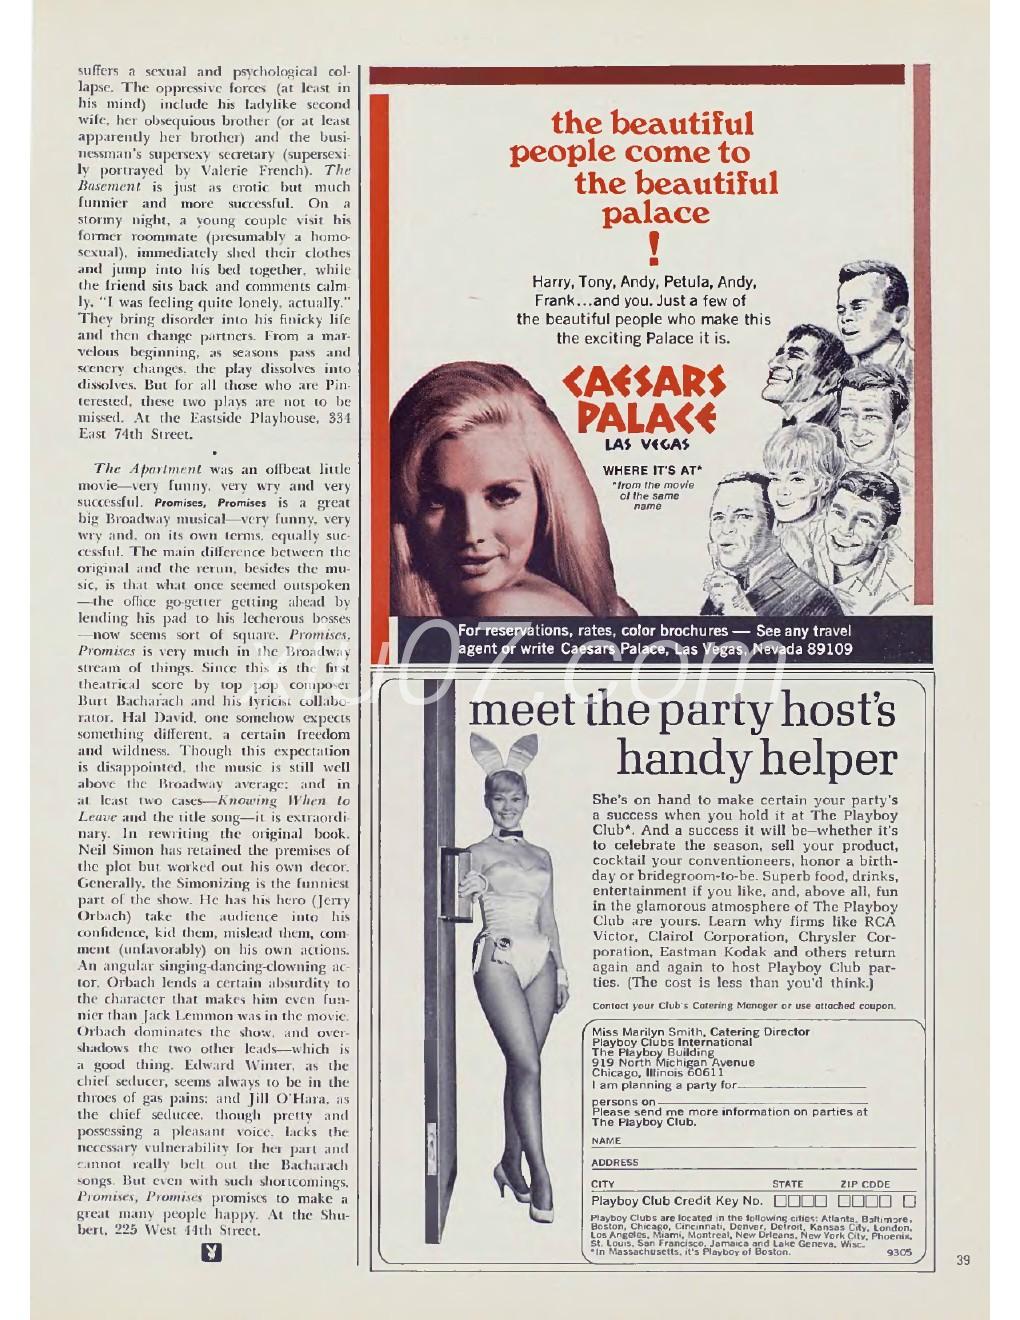 suffers a sexual and psychological col-
lapse. The oppressive forces (at least in
his mind) include his ladylike second
wife, her obsequious brother (or at least
apparently her brother) and the busi-
nessman's supersexy secretary (supersexi-
ly portrayed by Valerie French). The
Basement is just as erotic but much
funnier and more successful. On a
stormy night, a young couple visit his
former roommate (presumably a homo-
sexual), immediately shed their clothes
and jump into his bed together, while
the friend sits back and comments calm-
ly, "I was feeling quite lonely, actually."
They bring disorder into his finicky life
and then change partners. From a mar-
velous beginning, as seasons pass and
scenery changes, the play dissolves into
dissolves. But for all those who are Pin-
terested, these two plays are not to be
missed. At the Eastside Playhouse, 334
East 74th Street.
•
The Apartment was an offbeat little
movie—very funny, very wry and very
successful. Promises, Promises is a great
big Broadway musical—very funny, very
wry and, on its own terms, equally suc-
cessful. The main difference between the
original and the rerun, besides the mu-
sic, is that what once seemed outspoken
—the office go-getter getting ahead by
lending his pad to his lecherous bosses
—now seems sort of square. Promises,
Promises is very much in the Broadway
stream of things. Since this is the first
theatrical score by top pop composer
Burt Bacharach and his lyricist collabo-
rator, Hal David, one somehow expects
something different, a certain freedom
and wildness. Though this expectation
is disappointed, the music is still well
above the Broadway average; and in
at least two cases—Knowing When to
Leave and the title song—it is extraordi-
nary. In rewriting the original book,
Neil Simon has retained the premises of
the plot but worked out his own decor.
Generally, the Simonizing is the funniest
part of the show. He has his hero (Jerry
Orbach) take the audience into his
confidence, kid them, mislead them, com-
ment (unfavorably) on his own actions.
An angular singing-dancing-clowning ac-
tor, Orbach lends a certain absurdity to
the character that makes him even fun-
nier than Jack Lemmon was in the movie.
Orbach dominates the show, and over-
shadows the two other leads—which is
a good thing. Edward Winter, as the
chief seducer, seems always to be in the
throes of gas pains; and Jill O'Hara, as
the chief seducee, though pretty and
possessing a pleasant voice, lacks the
necessary vulnerability for her part and
cannot really belt out the Bacharach
songs. But even with such shortcomings,
Promises, Promises promises to make a
great many people happy. At the Shu-
bert, 225 West 44th Street.
the beautiful
people come to
the beautiful
palace
!
Harry, Tony, Andy, Petula, Andy,
Frank...and you. Just a few of
the beautiful people who make this
the exciting Palace it is.
CAESARS
PALACE
LAS VEGAS
WHERE IT'S AT*
*from the movie
of the same
name
For reservations, rates, color brochures — See any travel
agent or write Caesars Palace, Las Vegas, Nevada 89109
xiu07.com
meet the party host's
handy helper
She's on hand to make certain your party's
a success when you hold it at The Playboy
Club*. And a success it will be—whether it's
to celebrate the season, sell your product,
cocktail your conventioneers, honor a birth-
day or bridegroom-to-be. Superb food, drinks,
entertainment if you like, and, above all, fun
in the glamorous atmosphere of The Playboy
Club are yours. Learn why firms like RCA
Victor, Clairol Corporation, Chrysler Cor-
poration, Eastman Kodak and others return
again and again to host Playboy Club par-
ties. (The cost is less than you'd think.)
Contact your Club's Catering Manager or use attached coupon.
Miss Marilyn Smith, Catering Director
Playboy Clubs International
The Playboy Building
919 North Michigan Avenue
Chicago, Illinois 60611
I am planning a party for
persons on
Please send me more information on parties at
The Playboy Club.
NAME
ADDRESS
CITY STATE ZIP CODE
Playboy Club Credit Key No.
Playboy Clubs are located in the following cities: Atlanta, Baltimore,
Boston, Chicago, Cincinnati, Denver, Detroit, Kansas City, London,
Los Angeles, Miami, Montreal, New Orleans, New York City, Phoenix,
St. Louis, San Francisco, Jamaica and Lake Geneva, Wisc.
*In Massachusetts, it's Playboy of Boston. 9305
39